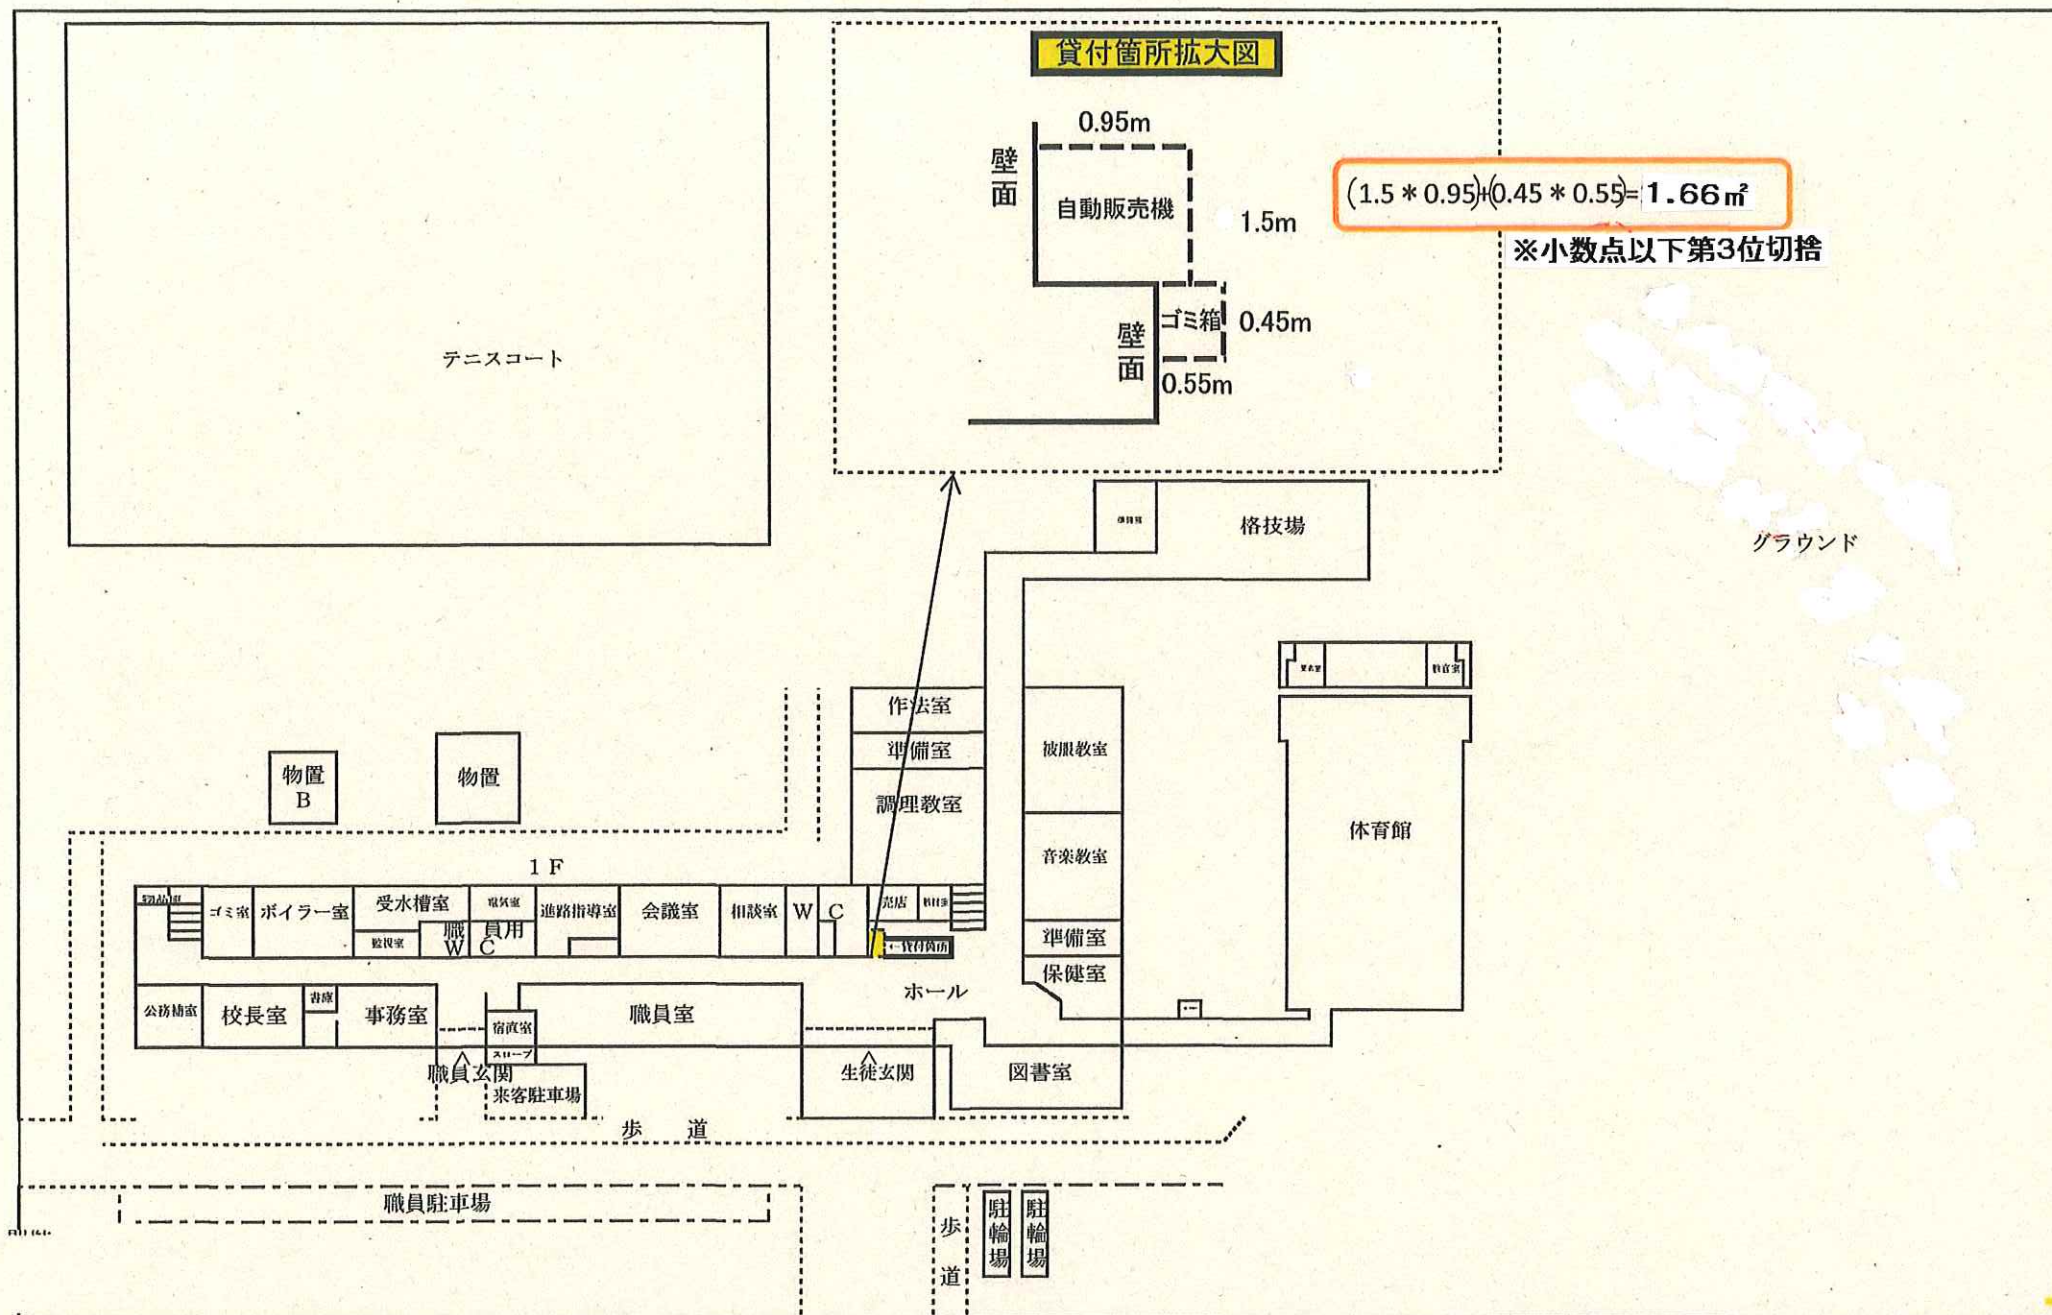 貸付箇所拡大図
0.95m
壁面
自動販売機
1.5m
(1.5*0.95)+(0.45*0.55)=1.66㎡
※小数点以下第3位切捨
ゴミ箱
0.45m
壁面
0.55m
テニスコート
格技場
グラウンド
作法室
準備室
調理教室
被服教室
音楽教室
準備室
保健室
体育館
物置
B
物置
1F
ゴミ室
ボイラー室
受水槽室
監視室
電気室
職員用
WC
進路指導室
会議室
相談室
W C
売店
←貸付箇所
ホール
公務補室
校長室
書庫
事務室
宿直室
スロープ
職員室
職員玄関
来客駐車場
生徒玄関
図書室
歩道
職員駐車場
歩道
駐輪場
駐輪場